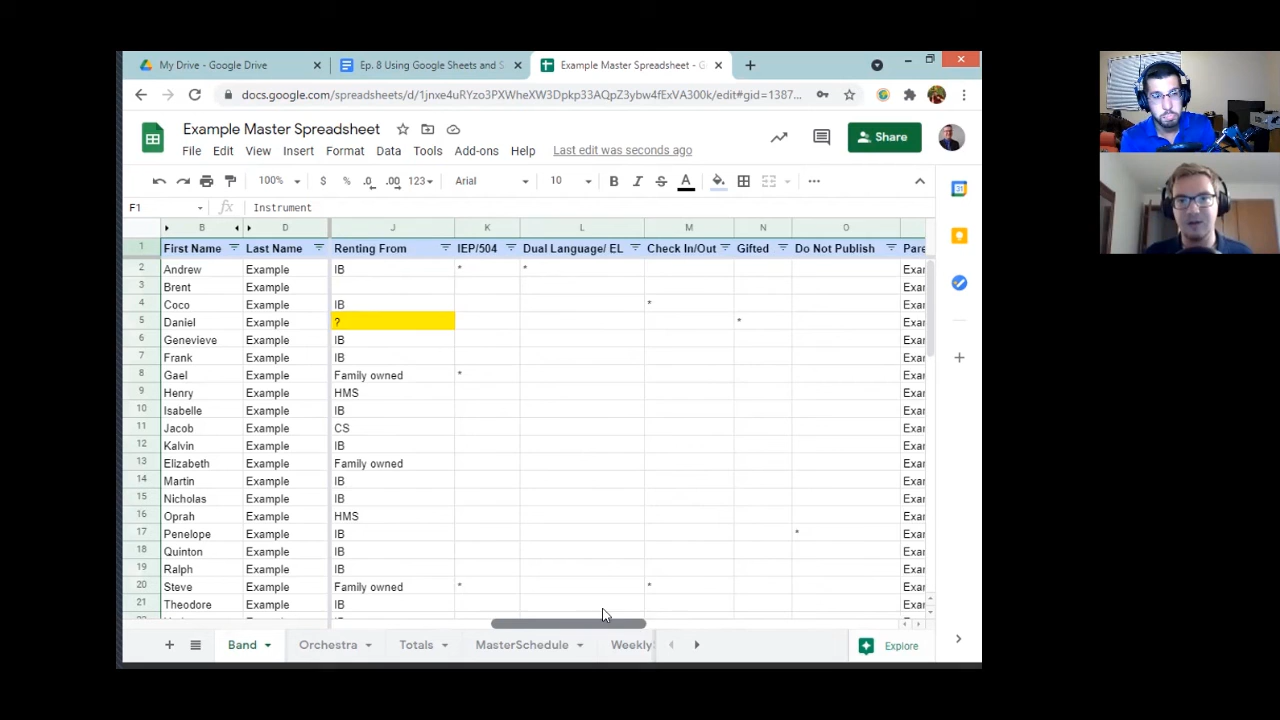 My Drive - Google Drive
Ep. 8 Using Google Sheets and S
Example Master Spreadsheet - G
Example Master Spreadsheet
File Edit View Insert Format Data Tools Add-ons Help Last edit was seconds ago
Share
100% $ % .0 .00 123 Arial 10 B I S A
F1 fx Instrument
B D J K L M N O
1 First Name Last Name Renting From IEP/504 Dual Language/ EL Check In/Out Gifted Do Not Publish Pare
2 Andrew Example IB * * Exar
3 Brent Example Exar
4 Coco Example IB * Exar
5 Daniel Example ? * Exar
6 Genevieve Example IB Exar
7 Frank Example IB Exar
8 Gael Example Family owned * Exar
9 Henry Example HMS Exar
10 Isabelle Example IB Exar
11 Jacob Example CS Exar
12 Kalvin Example IB Exar
13 Elizabeth Example Family owned Exar
14 Martin Example IB Exar
15 Nicholas Example IB Exar
16 Oprah Example HMS Exar
17 Penelope Example IB * Exar
18 Quinton Example IB Exar
19 Ralph Example IB Exar
20 Steve Example Family owned * * Exar
21 Theodore Example IB Exar
Band Orchestra Totals MasterSchedule Weekly Explore